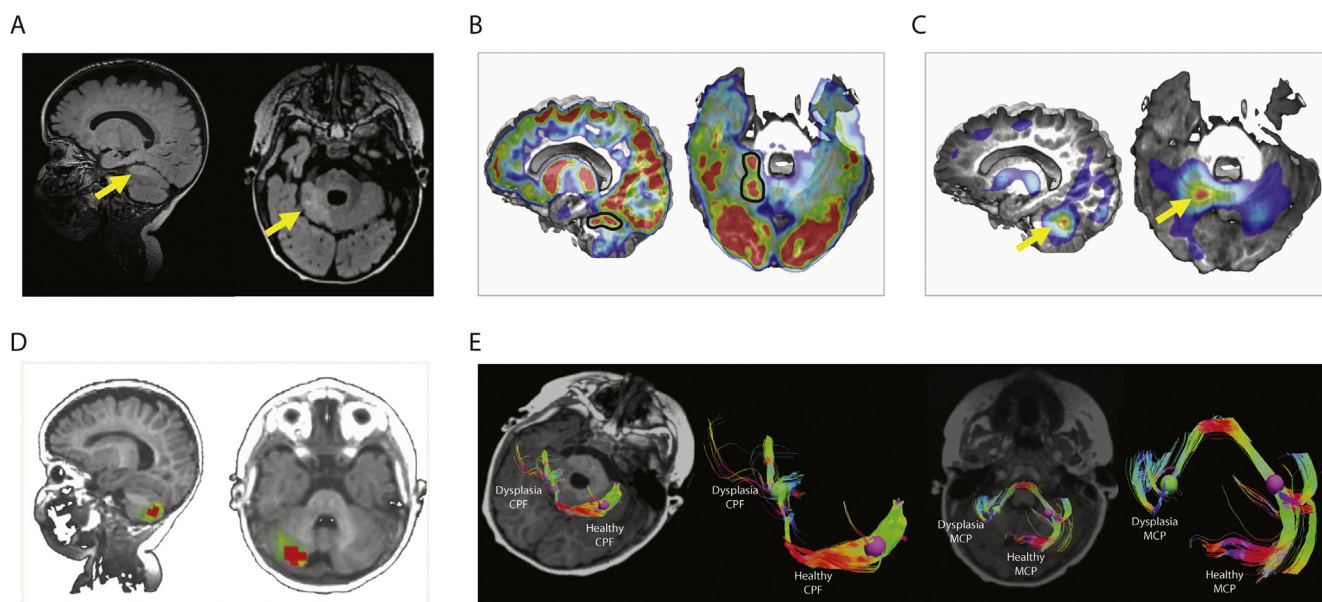 A
B
C
D
E
Dysplasia
CPF
Healthy
CPF
Dysplasia
CPF
Healthy
CPF
Dysplasia
MCP
Healthy
MCP
Dysplasia
MCP
Healthy
MCP